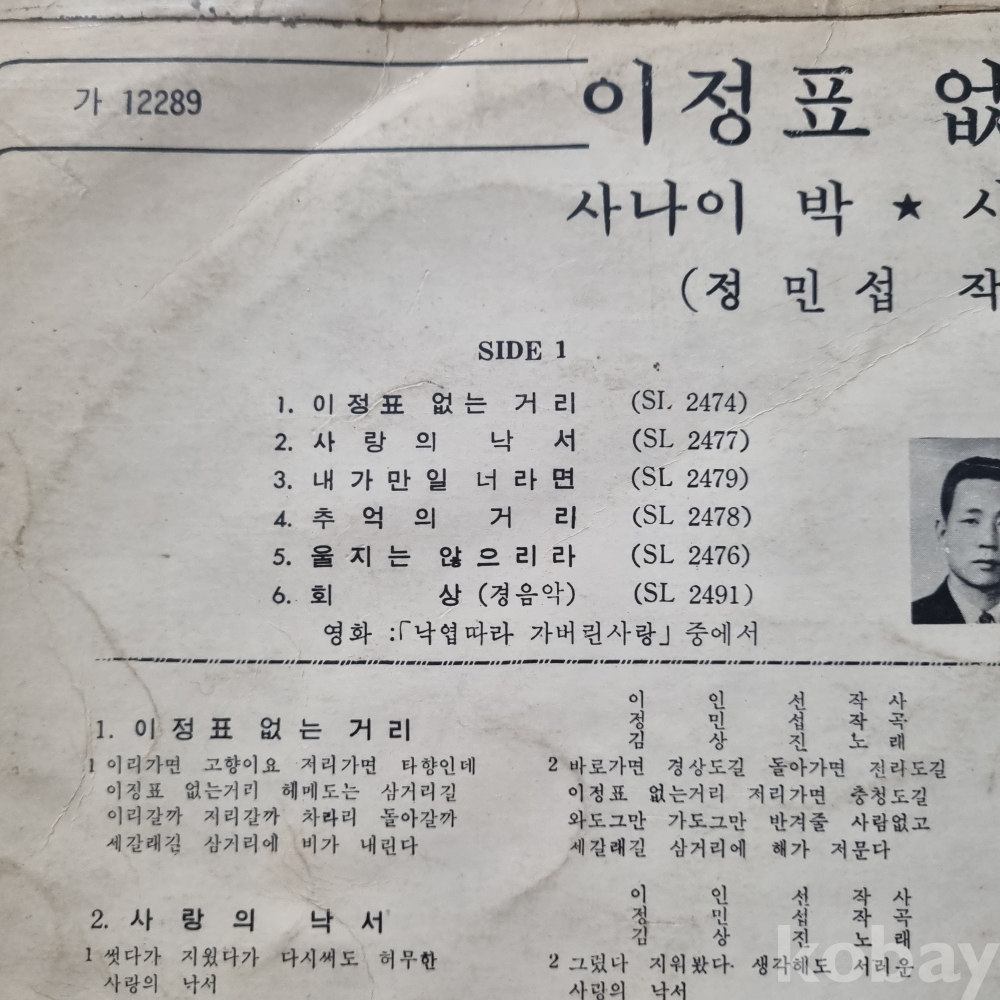 가 12289
이정표 없
사나이 박 ★ 사
(정 민 섭 작
SIDE 1
1. 이정표 없는 거리 (SL 2474)
2. 사랑의 낙서 (SL 2477)
3. 내가만일 너라면 (SL 2479)
4. 추억의 거리 (SL 2478)
5. 울지는 않으리라 (SL 2476)
6. 회 상 (경음악) (SL 2491)
영화 :「낙엽따라 가버린사랑」 중에서
1. 이정표 없는 거리
이 인 선 작 사
정 민 섭 작 곡
김 상 진 노 래
1 이리가면 고향이요 저리가면 타향인데
이정표 없는거리 헤메도는 삼거리길
이리갈까 저리갈까 차라리 돌아갈까
세갈래길 삼거리에 비가 내린다
2 바로가면 경상도길 돌아가면 전라도길
이정표 없는거리 저리가면 충청도길
와도그만 가도그만 반겨줄 사람없고
세갈래길 삼거리에 해가 저문다
2. 사랑의 낙서
이 인 선 작 사
정 민 섭 작 곡
김 상 진 노 래
1 썻다가 지웠다가 다시써도 허무한
사랑의 낙서
2 그렸다 지워봤다. 생각해도 서러운
사랑의 낙서
kobay